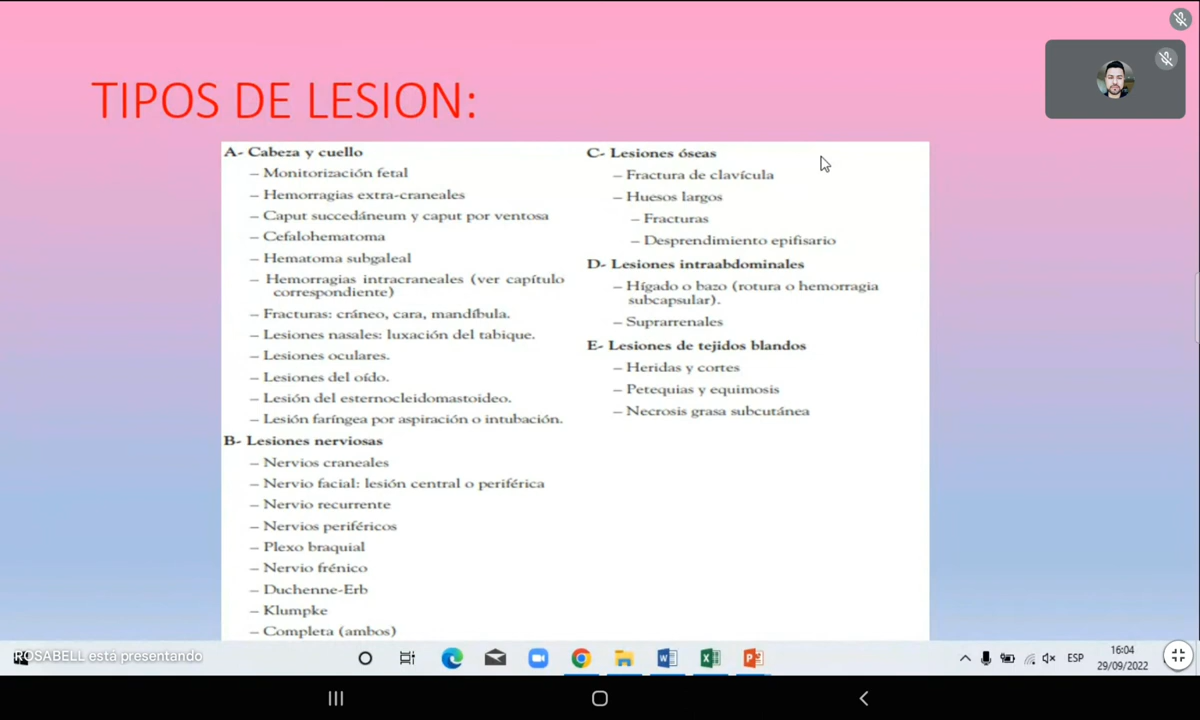 TIPOS DE LESION:
A- Cabeza y cuello
– Monitorización fetal
– Hemorragias extra-craneales
– Caput succedáneum y caput por ventosa
– Cefalohematoma
– Hematoma subgaleal
– Hemorragias intracraneales (ver capítulo
correspondiente)
– Fracturas: cráneo, cara, mandíbula.
– Lesiones nasales: luxación del tabique.
– Lesiones oculares.
– Lesiones del oído.
– Lesión del esternocleidomastoideo.
– Lesión faríngea por aspiración o intubación.
B- Lesiones nerviosas
– Nervios craneales
– Nervio facial: lesión central o periférica
– Nervio recurrente
– Nervios periféricos
– Plexo braquial
– Nervio frénico
– Duchenne-Erb
– Klumpke
– Completa (ambos)
C- Lesiones óseas
– Fractura de clavícula
– Huesos largos
– Fracturas
– Desprendimiento epifisario
D- Lesiones intraabdominales
– Hígado o bazo (rotura o hemorragia
subcapsular).
– Suprarrenales
E- Lesiones de tejidos blandos
– Heridas y cortes
– Petequias y equimosis
– Necrosis grasa subcutánea
ROSABELL está presentando
ESP
16:04
29/09/2022